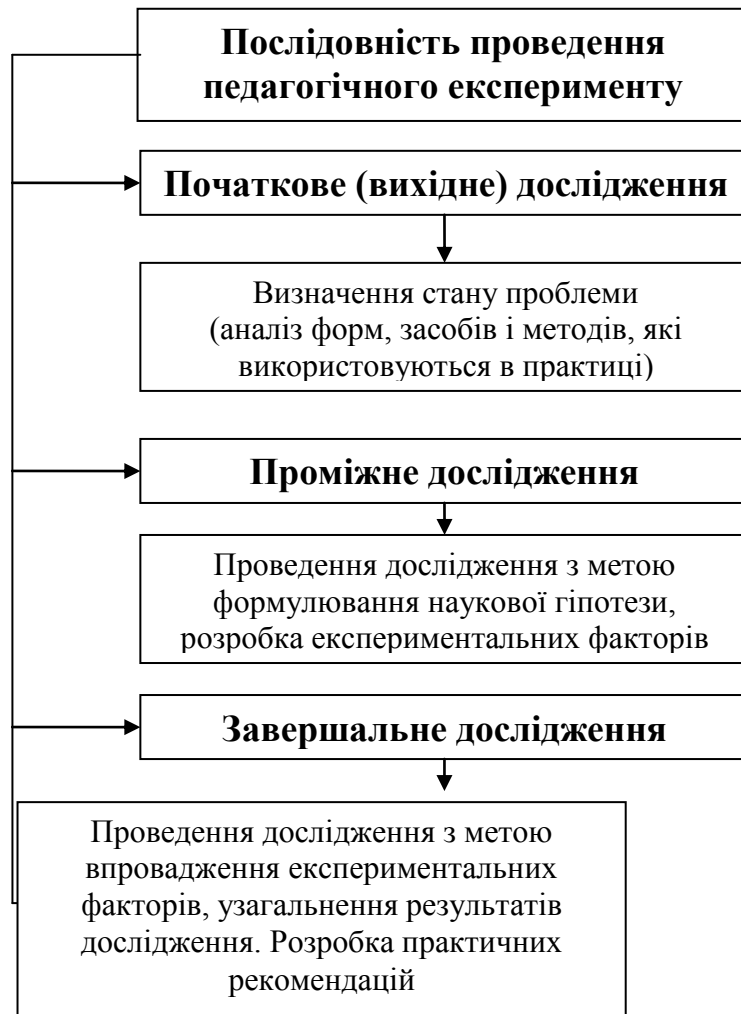 Послідовність проведення
педагогічного експерименту
Початкове (вихідне) дослідження
Визначення стану проблеми
(аналіз форм, засобів і методів, які
використовуються в практиці)
Проміжне дослідження
Проведення дослідження з метою
формулювання наукової гіпотези,
розробка експериментальних факторів
Завершальне дослідження
Проведення дослідження з метою
впровадження експериментальних
факторів, узагальнення результатів
дослідження. Розробка практичних
рекомендацій